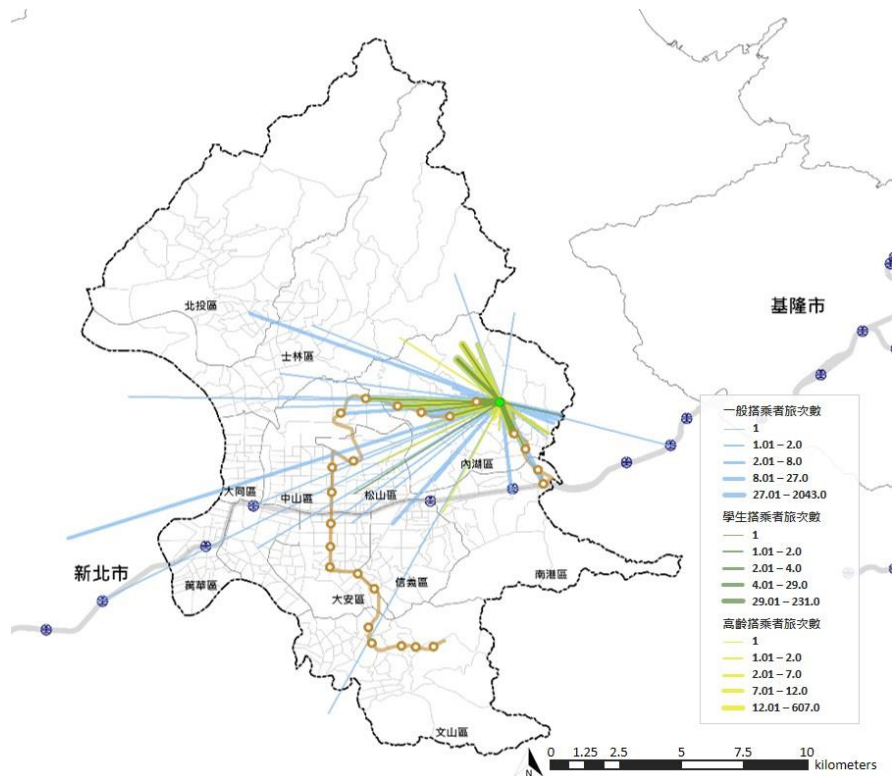 北投區
士林區
基隆市
內湖區
大同區
中山區
松山區
新北市
萬華區
大安區
信義區
南港區
文山區
一般搭乘者旅次數
1
1.01 – 2.0
2.01 – 8.0
8.01 – 27.0
27.01 – 2043.0
學生搭乘者旅次數
1
1.01 – 2.0
2.01 – 4.0
4.01 – 29.0
29.01 – 231.0
高齡搭乘者旅次數
1
1.01 – 2.0
2.01 – 7.0
7.01 – 12.0
12.01 – 607.0
N
0 1.25 2.5 5 7.5 10
kilometers